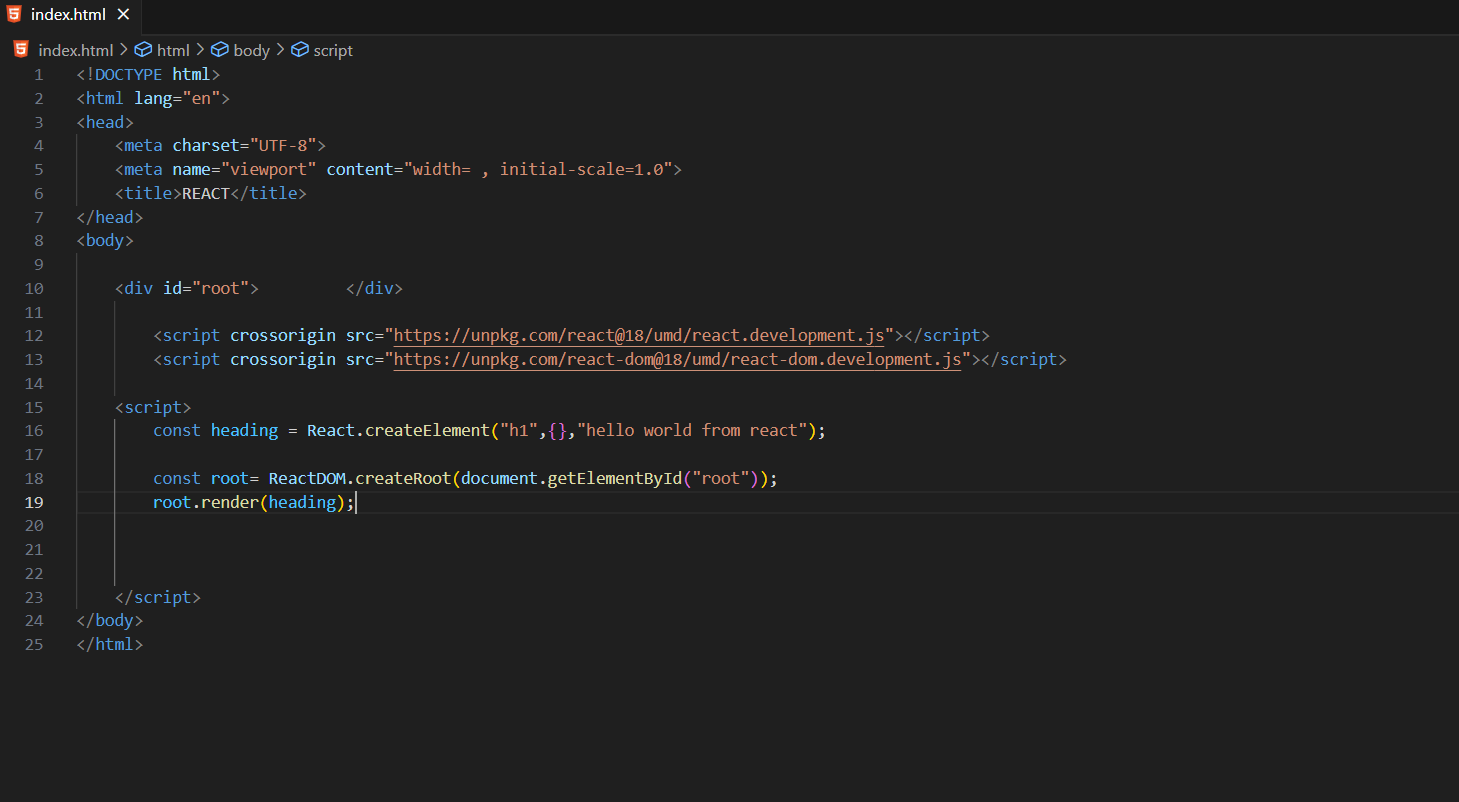 index.html
index.html > html > body > script
1 <!DOCTYPE html>
2 <html lang="en">
3 <head>
4     <meta charset="UTF-8">
5     <meta name="viewport" content="width= , initial-scale=1.0">
6     <title>REACT</title>
7 </head>
8 <body>
9
10     <div id="root">         </div>
11
12         <script crossorigin src="https://unpkg.com/react@18/umd/react.development.js"></script>
13         <script crossorigin src="https://unpkg.com/react-dom@18/umd/react-dom.development.js"></script>
14
15     <script>
16         const heading = React.createElement("h1",{},"hello world from react");
17
18         const root= ReactDOM.createRoot(document.getElementById("root"));
19         root.render(heading);
20
21
22
23     </script>
24 </body>
25 </html>